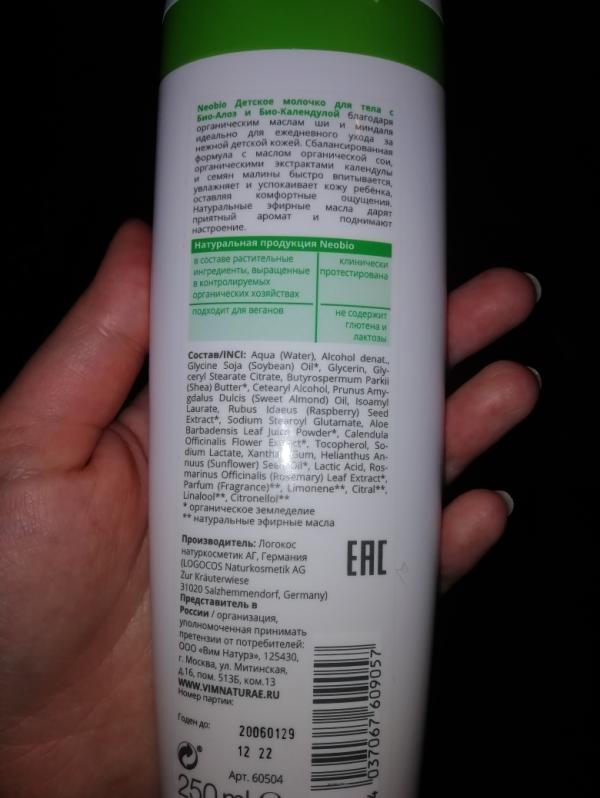 Neobio Детское молочко для тела с
Био-Алоэ и Био-Календулой благодаря
органическим маслам ши и миндаля
идеально для ежедневного ухода за
нежной детской кожей. Сбалансированная
формула с маслом органической сои,
органическими экстрактами календулы
и семян малины быстро впитывается,
увлажняет и успокаивает кожу ребёнка,
оставляя комфортные ощущения.
Натуральные эфирные масла дарят
приятный аромат и поднимают
настроение.
Натуральная продукция Neobio
в составе растительные
ингредиенты, выращенные
в контролируемых
органических хозяйствах
клинически
протестирована
подходит для веганов
не содержит
глютена и
лактозы
Состав/INCI: Aqua (Water), Alcohol denat.,
Glycine Soja (Soybean) Oil*, Glycerin, Gly-
ceryl Stearate Citrate, Butyrospermum Parkii
(Shea) Butter*, Cetearyl Alcohol, Prunus Amy-
gdalus Dulcis (Sweet Almond) Oil, Isoamyl
Laurate, Rubus Idaeus (Raspberry) Seed
Extract*, Sodium Stearoyl Glutamate, Aloe
Barbadensis Leaf Juice Powder*, Calendula
Officinalis Flower Extract*, Tocopherol, So-
dium Lactate, Xanthan Gum, Helianthus An-
nuus (Sunflower) Seed Oil*, Lactic Acid, Ros-
marinus Officinalis (Rosemary) Leaf Extract*,
Parfum (Fragrance)**, Limonene**, Citral**,
Linalool**, Citronellol**
* органическое земледелие
** натуральные эфирные масла
Производитель: Логокос
натуркосметик АГ, Германия
(LOGOCOS Naturkosmetik AG
Zur Kräuterwiese
31020 Salzhemmendorf, Germany)
EAC
Представитель в
России / организация,
уполномоченная принимать
претензии от потребителей:
ООО «Вим Натурэ», 125430,
г. Москва, ул. Митинская,
д.16, пом. 513Б, ком.13
WWW.VIMNATURAE.RU
Номер партии:
Годен до:
20060129
12 22
Арт. 60504
250 ml
4 037067 609057